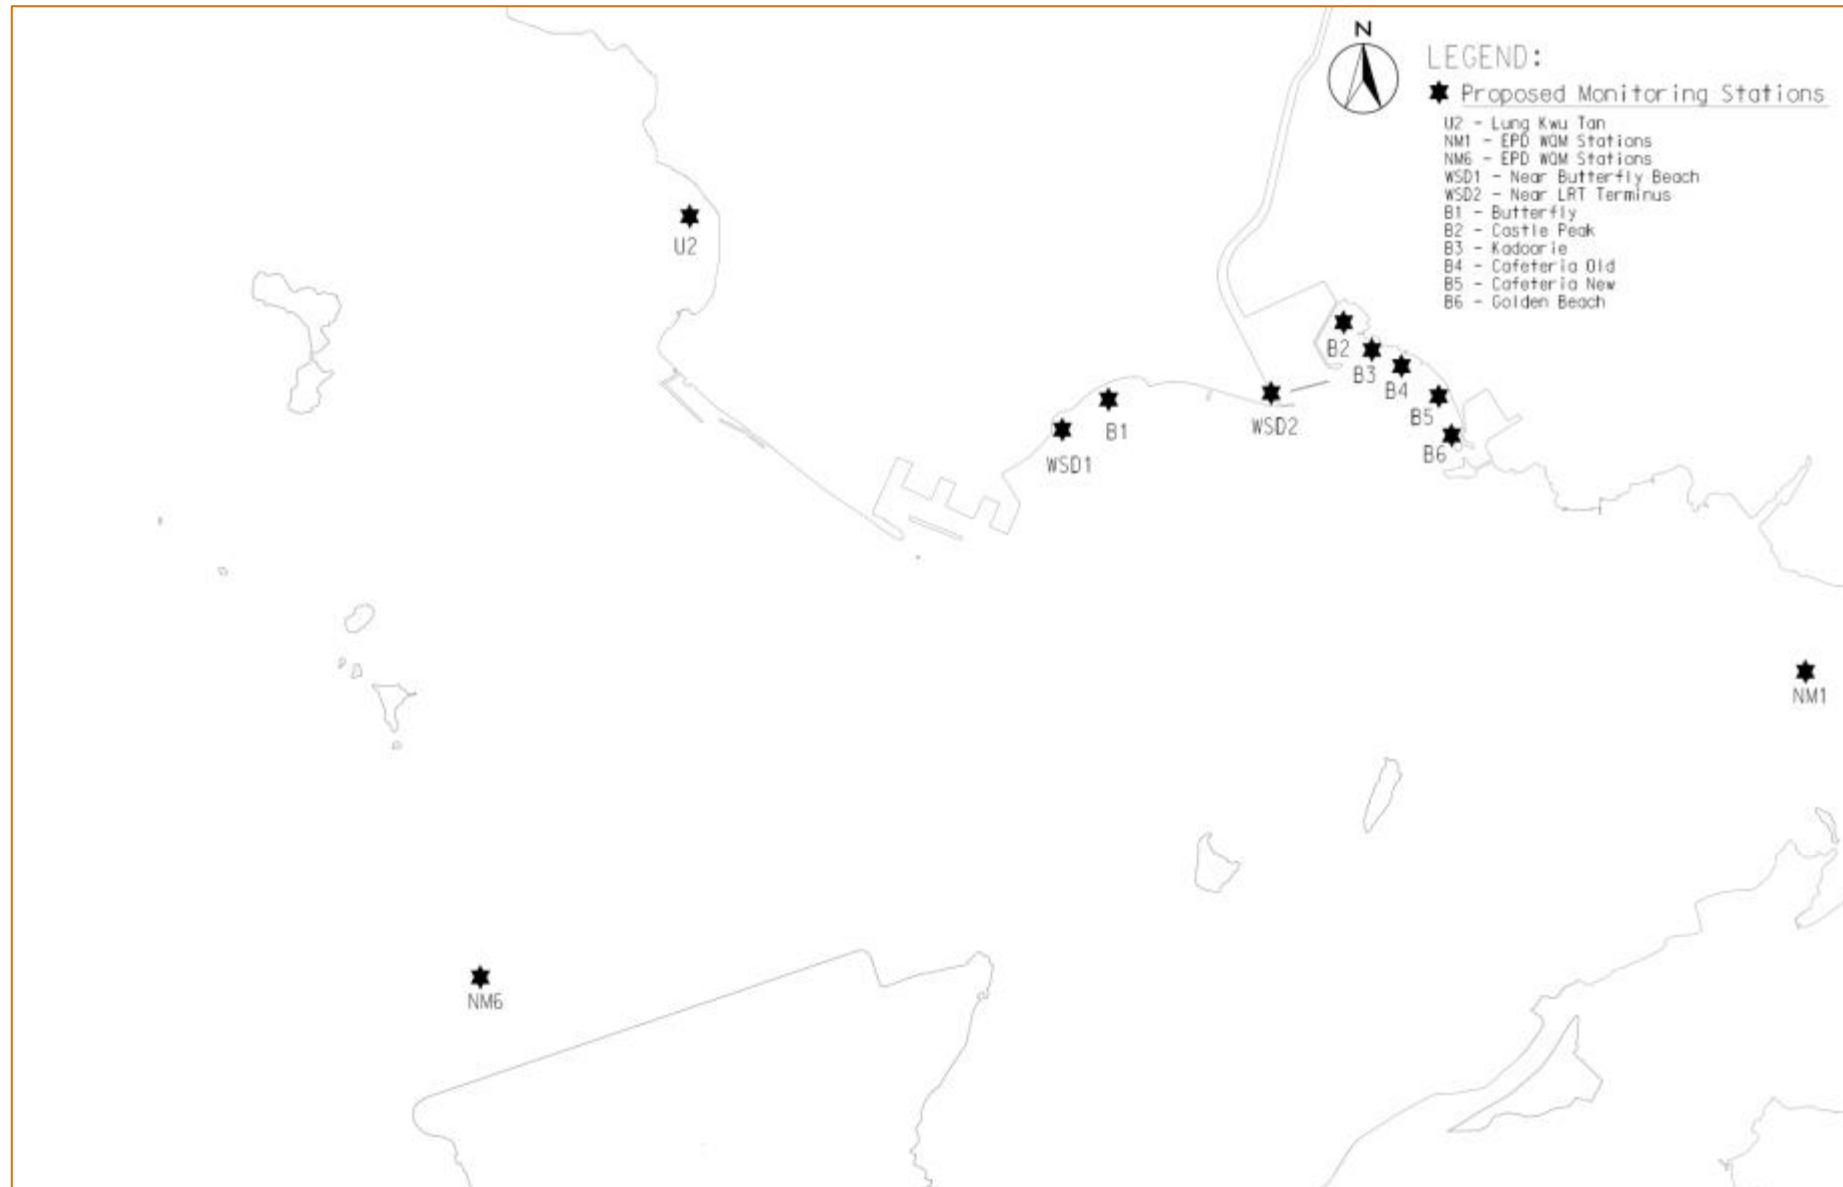 N
LEGEND:
Proposed Monitoring Stations
U2 - Lung Kwu Tan
NM1 - EPD WQM Stations
NM6 - EPD WQM Stations
WSD1 - Near Butterfly Beach
WSD2 - Near LRT Terminus
B1 - Butterfly
B2 - Castle Peak
B3 - Kadoorie
B4 - Cafeteria Old
B5 - Cafeteria New
B6 - Golden Beach
U2
B2
B3
B4
B5
B1
WSD2
B6
WSD1
NM1
NM6